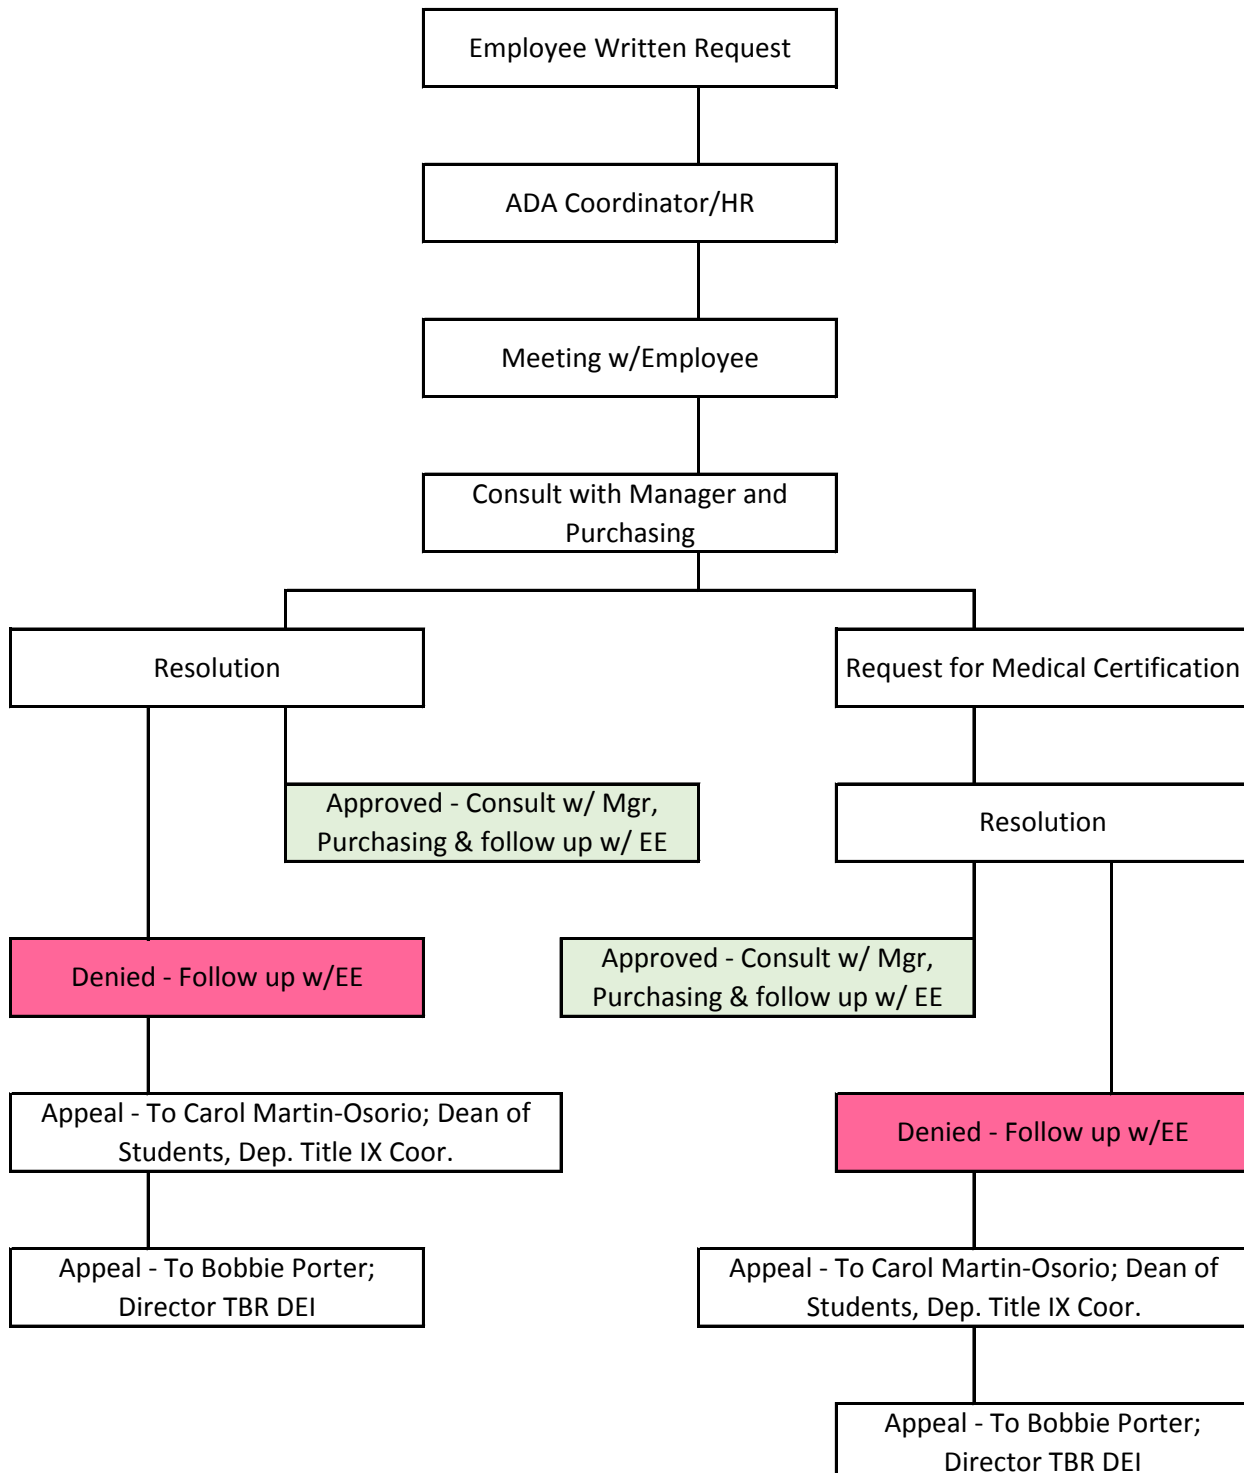 Employee Written Request
ADA Coordinator/HR
Meeting w/Employee
Consult with Manager and
Purchasing
Resolution
Request for Medical Certification
Approved - Consult w/ Mgr,
Purchasing & follow up w/ EE
Resolution
Denied - Follow up w/EE
Approved - Consult w/ Mgr,
Purchasing & follow up w/ EE
Appeal - To Carol Martin-Osorio; Dean of
Students, Dep. Title IX Coor.
Denied - Follow up w/EE
Appeal - To Bobbie Porter;
Director TBR DEI
Appeal - To Carol Martin-Osorio; Dean of
Students, Dep. Title IX Coor.
Appeal - To Bobbie Porter;
Director TBR DEI